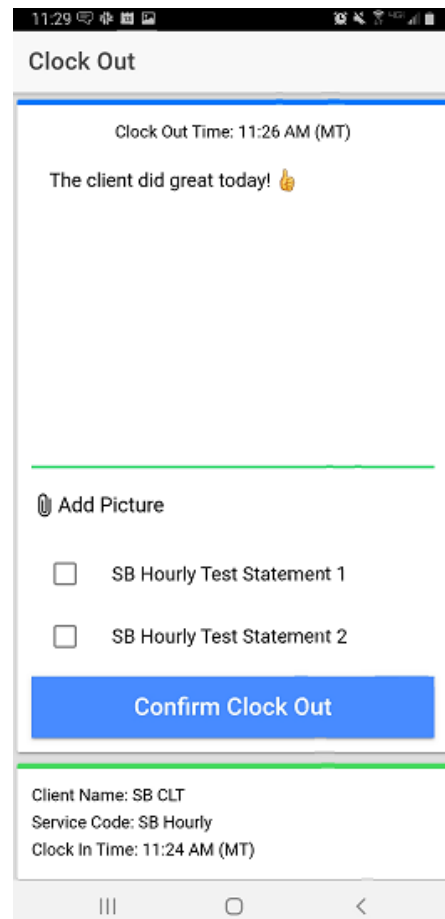 11:29
Clock Out
Clock Out Time: 11:26 AM (MT)
The client did great today! 👍
Add Picture
SB Hourly Test Statement 1
SB Hourly Test Statement 2
Confirm Clock Out
Client Name: SB CLT
Service Code: SB Hourly
Clock In Time: 11:24 AM (MT)